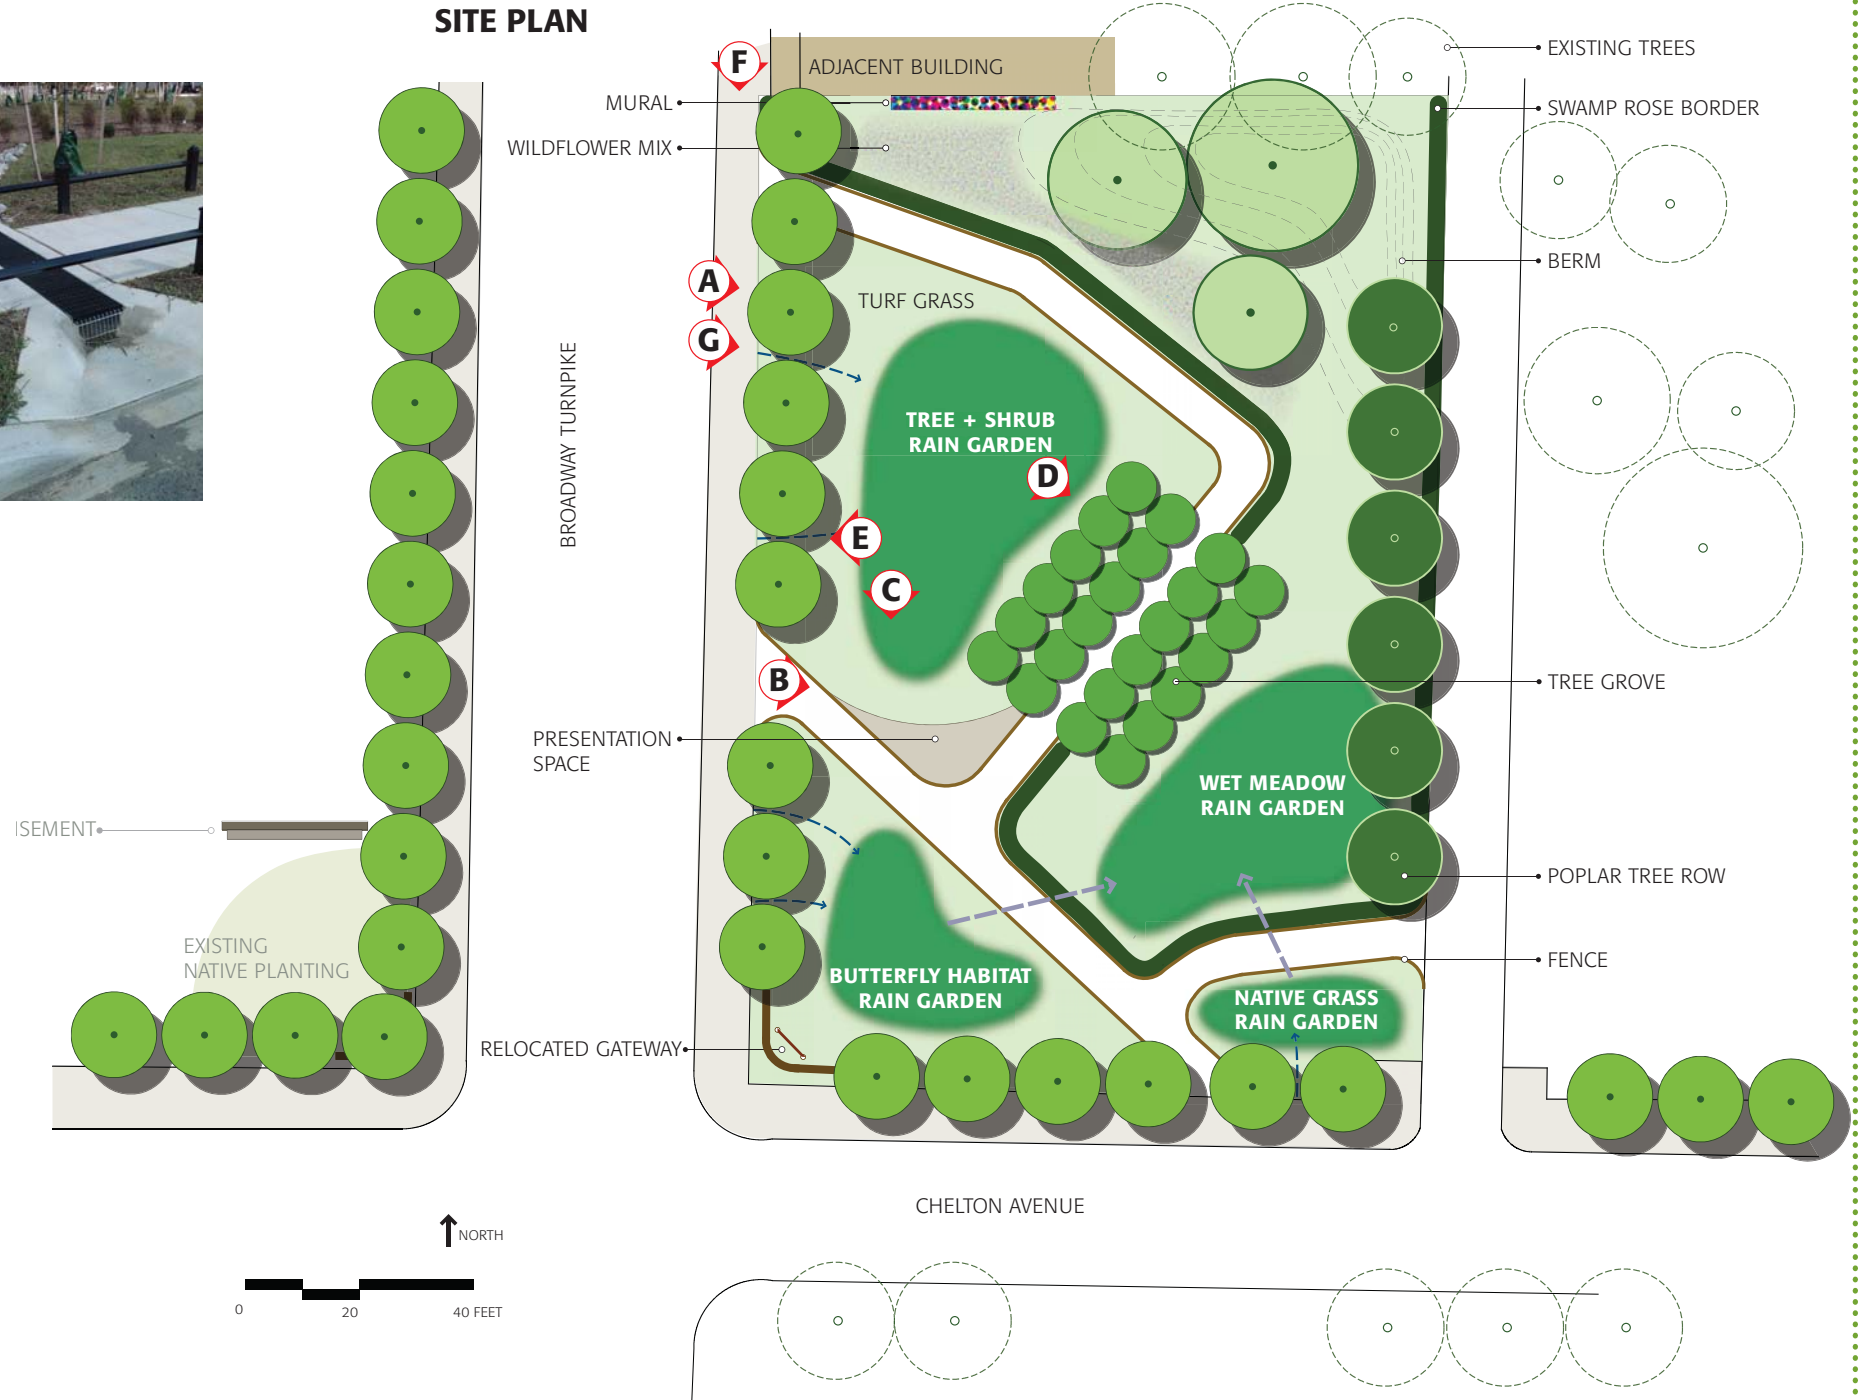 SITE PLAN
F
ADJACENT BUILDING
EXISTING TREES
MURAL
SWAMP ROSE BORDER
WILDFLOWER MIX
BERM
A
TURF GRASS
G
BROADWAY TURNPIKE
TREE + SHRUB
RAIN GARDEN
D
E
C
B
TREE GROVE
PRESENTATION
SPACE
WET MEADOW
RAIN GARDEN
ISEMENT
POPLAR TREE ROW
EXISTING
NATIVE PLANTING
FENCE
BUTTERFLY HABITAT
RAIN GARDEN
NATIVE GRASS
RAIN GARDEN
RELOCATED GATEWAY
CHELTON AVENUE
NORTH
0 20 40 FEET